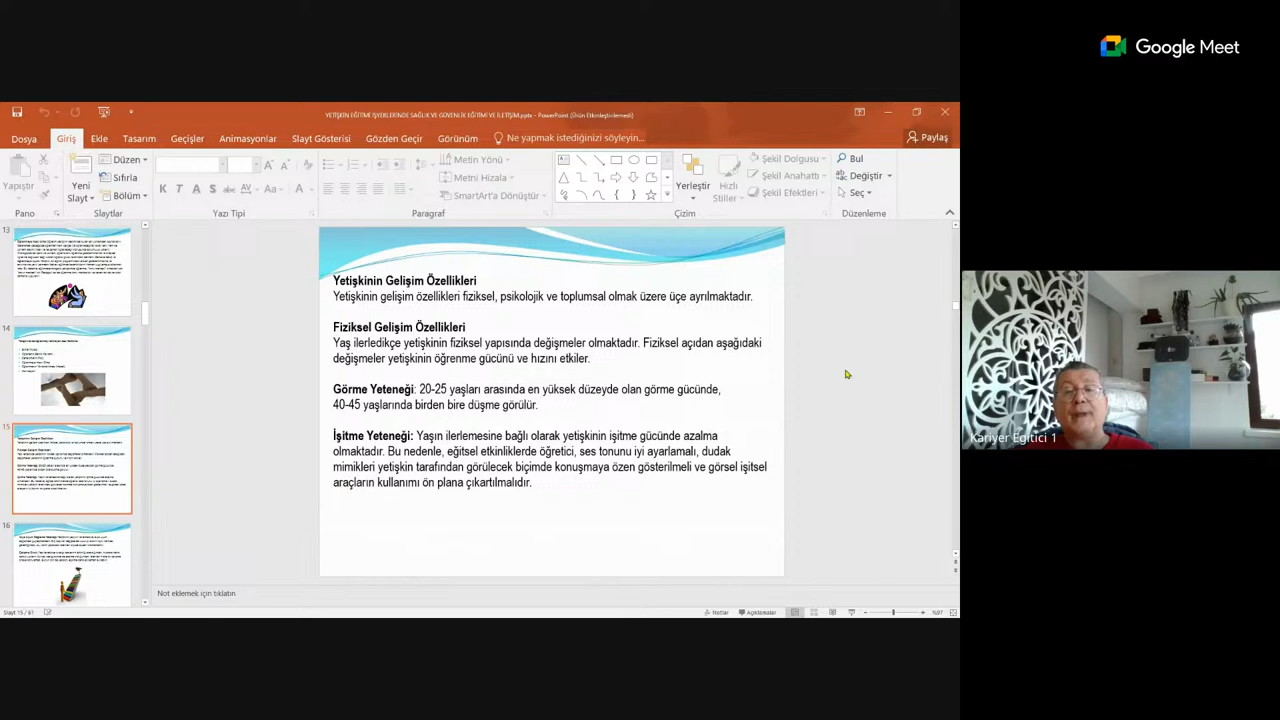 Google Meet
YETİŞKİN EĞİTİMİ İŞYERLERİNDE SAĞLIK VE GÜVENLİK EĞİTİMİ VE İLETİŞİM.pptx - PowerPoint (Ürün Etkinleştirilemedi)
Dosya Giriş Ekle Tasarım Geçişler Animasyonlar Slayt Gösterisi Gözden Geçir Görünüm Ne yapmak istediğinizi söyleyin... Paylaş
Yapıştır
Yeni Slayt
Düzen
Sıfırla
Bölüm
K T A S abc AV Aa A
Metin Yönü
Metni Hizala
SmartArt'a Dönüştür
Yerleştir
Hızlı Stiller
Şekil Dolgusu
Şekil Anahattı
Şekil Efektleri
Bul
Değiştir
Seç
Pano Slaytlar Yazı Tipi Paragraf Çizim Düzenleme
13
14
15
16
Yetişkinin Gelişim Özellikleri
Yetişkinin gelişim özellikleri fiziksel, psikolojik ve toplumsal olmak üzere üçe ayrılmaktadır.
Fiziksel Gelişim Özellikleri
Yaş ilerledikçe yetişkinin fiziksel yapısında değişmeler olmaktadır. Fiziksel açıdan aşağıdaki
değişmeler yetişkinin öğrenme gücünü ve hızını etkiler.
Görme Yeteneği: 20-25 yaşları arasında en yüksek düzeyde olan görme gücünde,
40-45 yaşlarında birden bire düşme görülür.
İşitme Yeteneği: Yaşın ilerlemesine bağlı olarak yetişkinin işitme gücünde azalma
olmaktadır. Bu nedenle, eğitsel etkinliklerde öğretici, ses tonunu iyi ayarlamalı, dudak
mimikleri yetişkin tarafından görülecek biçimde konuşmaya özen gösterilmeli ve görsel işitsel
araçların kullanımı ön plana çıkartılmalıdır.
Kariyer Eğitici 1
Not eklemek için tıklatın
Slayt 15 / 61
Notlar Açıklamalar %97